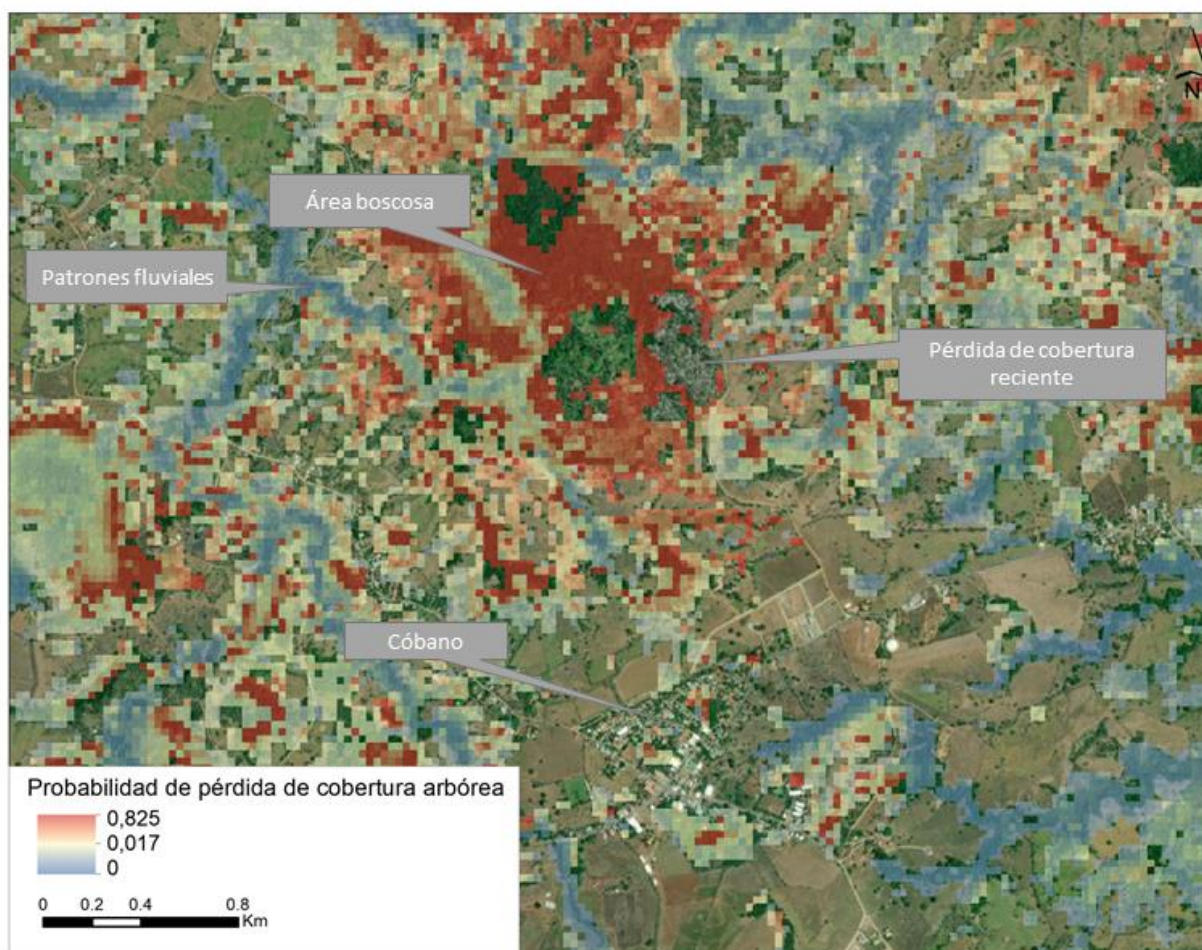 N
Área boscosa
Patrones fluviales
Pérdida de cobertura
reciente
Cóbano
Probabilidad de pérdida de cobertura arbórea
0,825
0,017
0
0 0.2 0.4 0.8
Km